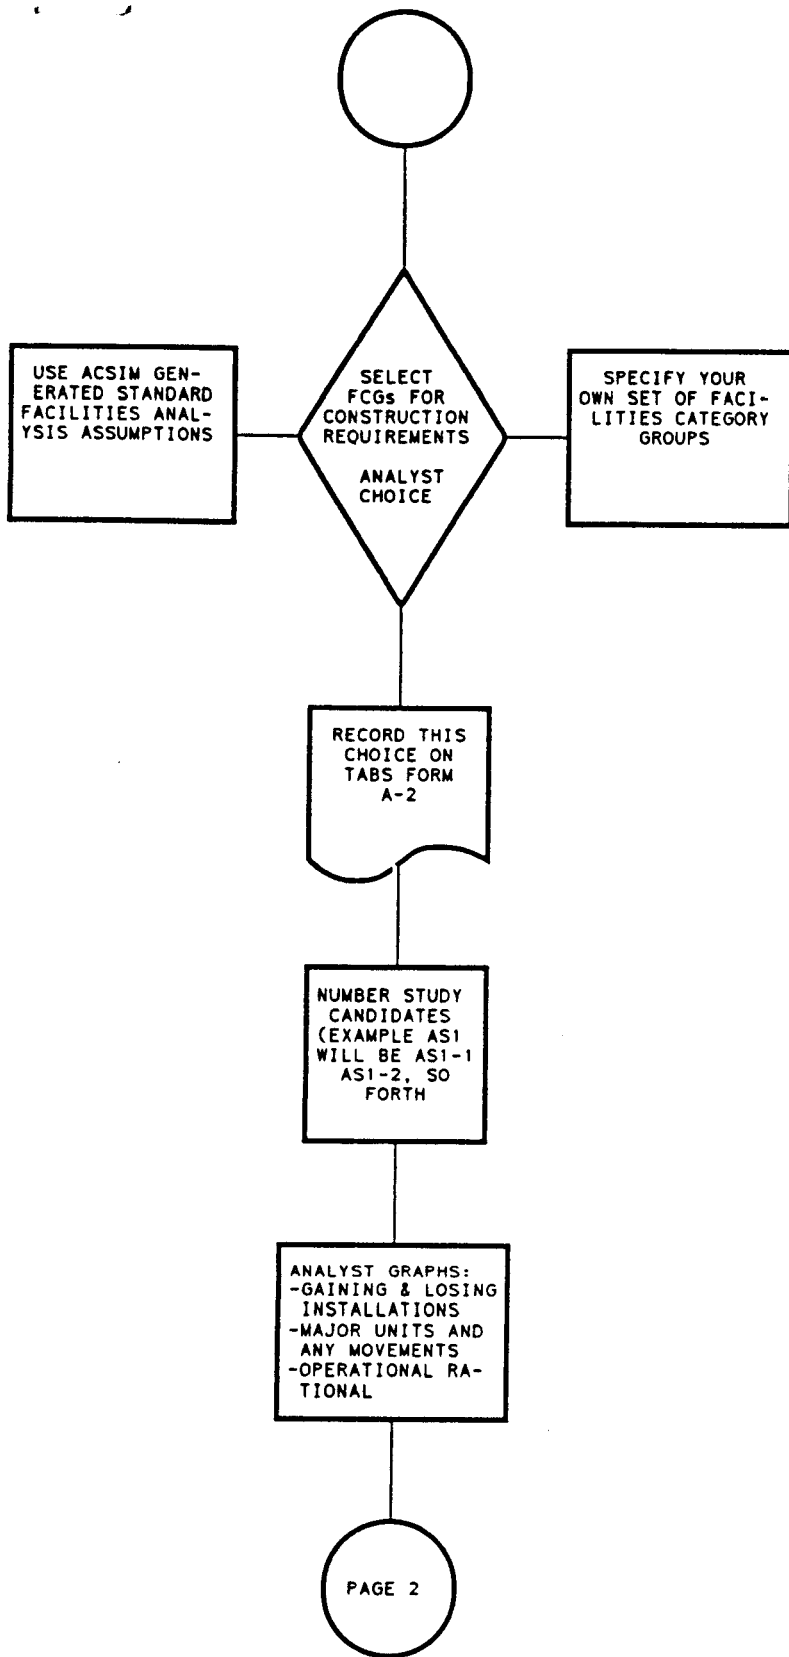 USE ACSIM GEN-
ERATED STANDARD
FACILITIES ANAL-
YSIS ASSUMPTIONS
SELECT
FCGs FOR
CONSTRUCTION
REQUIREMENTS
ANALYST
CHOICE
SPECIFY YOUR
OWN SET OF FACI-
LITIES CATEGORY
GROUPS
RECORD THIS
CHOICE ON
TABS FORM
A-2
NUMBER STUDY
CANDIDATES
(EXAMPLE AS1
WILL BE AS1-1
AS1-2, SO
FORTH
ANALYST GRAPHS:
-GAINING & LOSING
INSTALLATIONS
-MAJOR UNITS AND
ANY MOVEMENTS
-OPERATIONAL RA-
TIONAL
PAGE 2